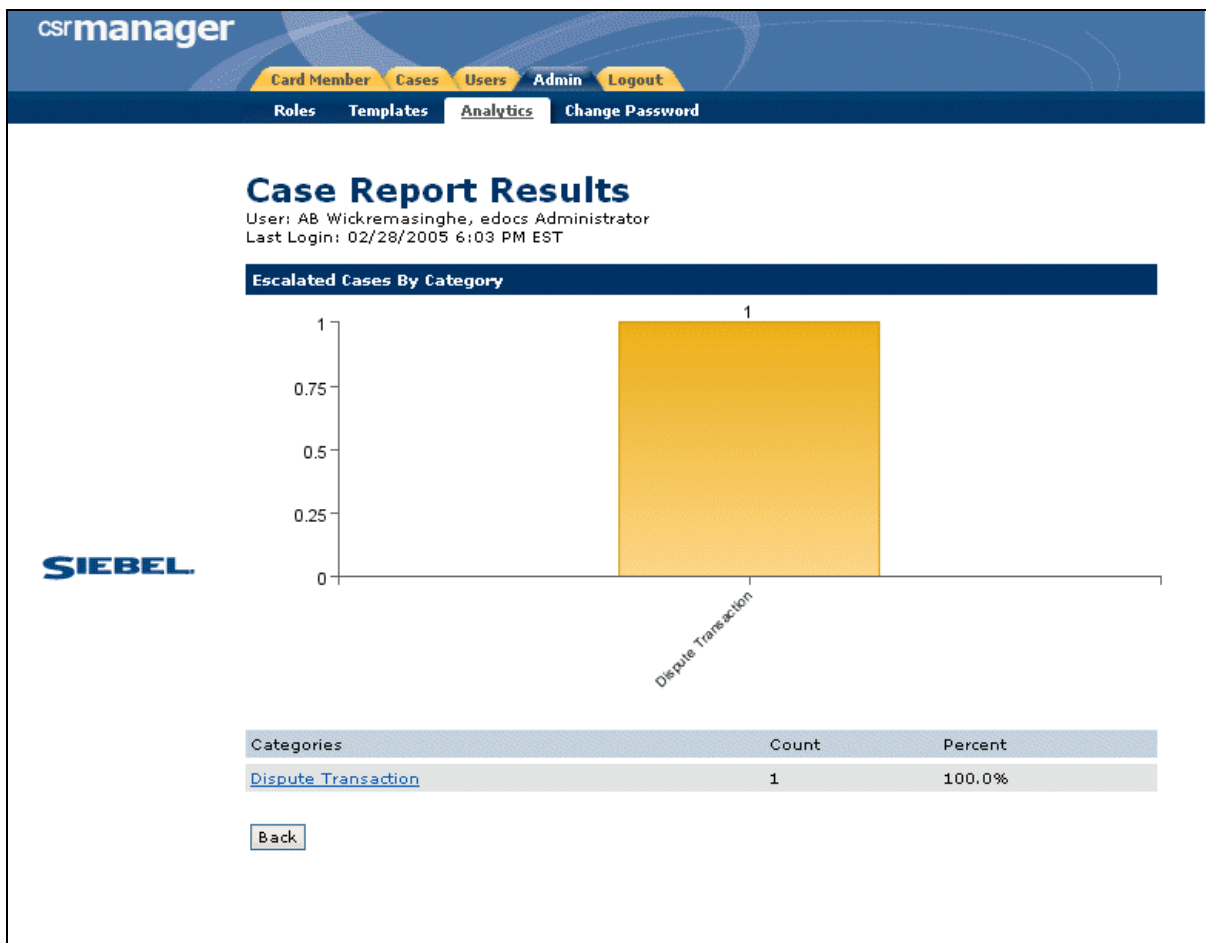 csrmanager
Card Member Cases Users Admin Logout
Roles Templates Analytics Change Password
Case Report Results
User: AB Wickremasinghe, edocs Administrator
Last Login: 02/28/2005 6:03 PM EST
Escalated Cases By Category
1
1
0.75
0.5
0.25
0
Dispute Transaction
SIEBEL.
Categories Count Percent
Dispute Transaction 1 100.0%
Back